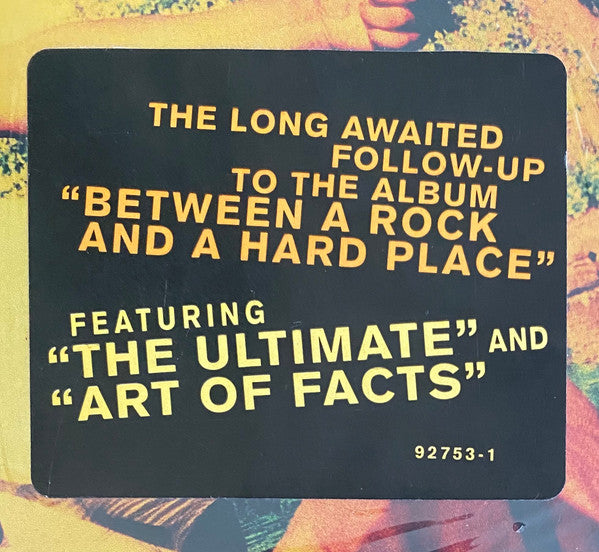 THE LONG AWAITED
FOLLOW-UP
TO THE ALBUM
“BETWEEN A ROCK
AND A HARD PLACE”
FEATURING
“THE ULTIMATE” AND
“ART OF FACTS”
92753-1